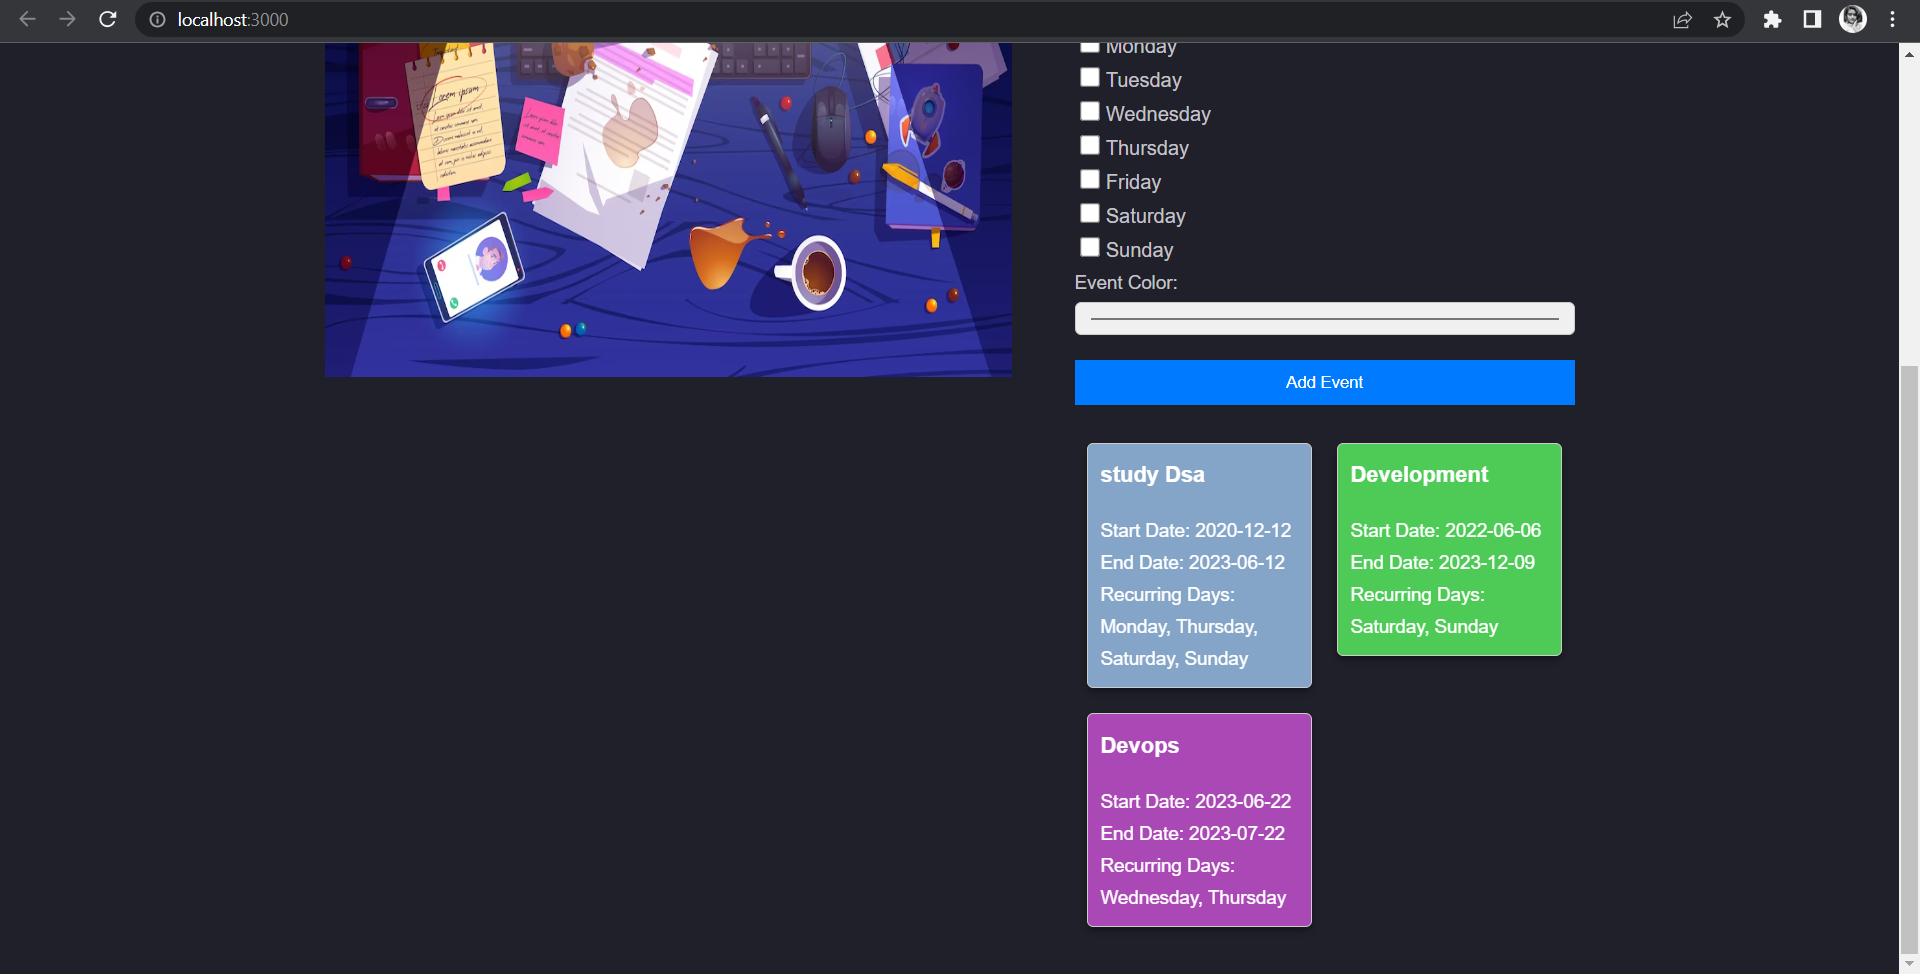 localhost:3000
Lorem ipsum
Monday
Tuesday
Wednesday
Thursday
Friday
Saturday
Sunday
Event Color:
Add Event
study Dsa
Start Date: 2020-12-12
End Date: 2023-06-12
Recurring Days:
Monday, Thursday,
Saturday, Sunday
Development
Start Date: 2022-06-06
End Date: 2023-12-09
Recurring Days:
Saturday, Sunday
Devops
Start Date: 2023-06-22
End Date: 2023-07-22
Recurring Days:
Wednesday, Thursday